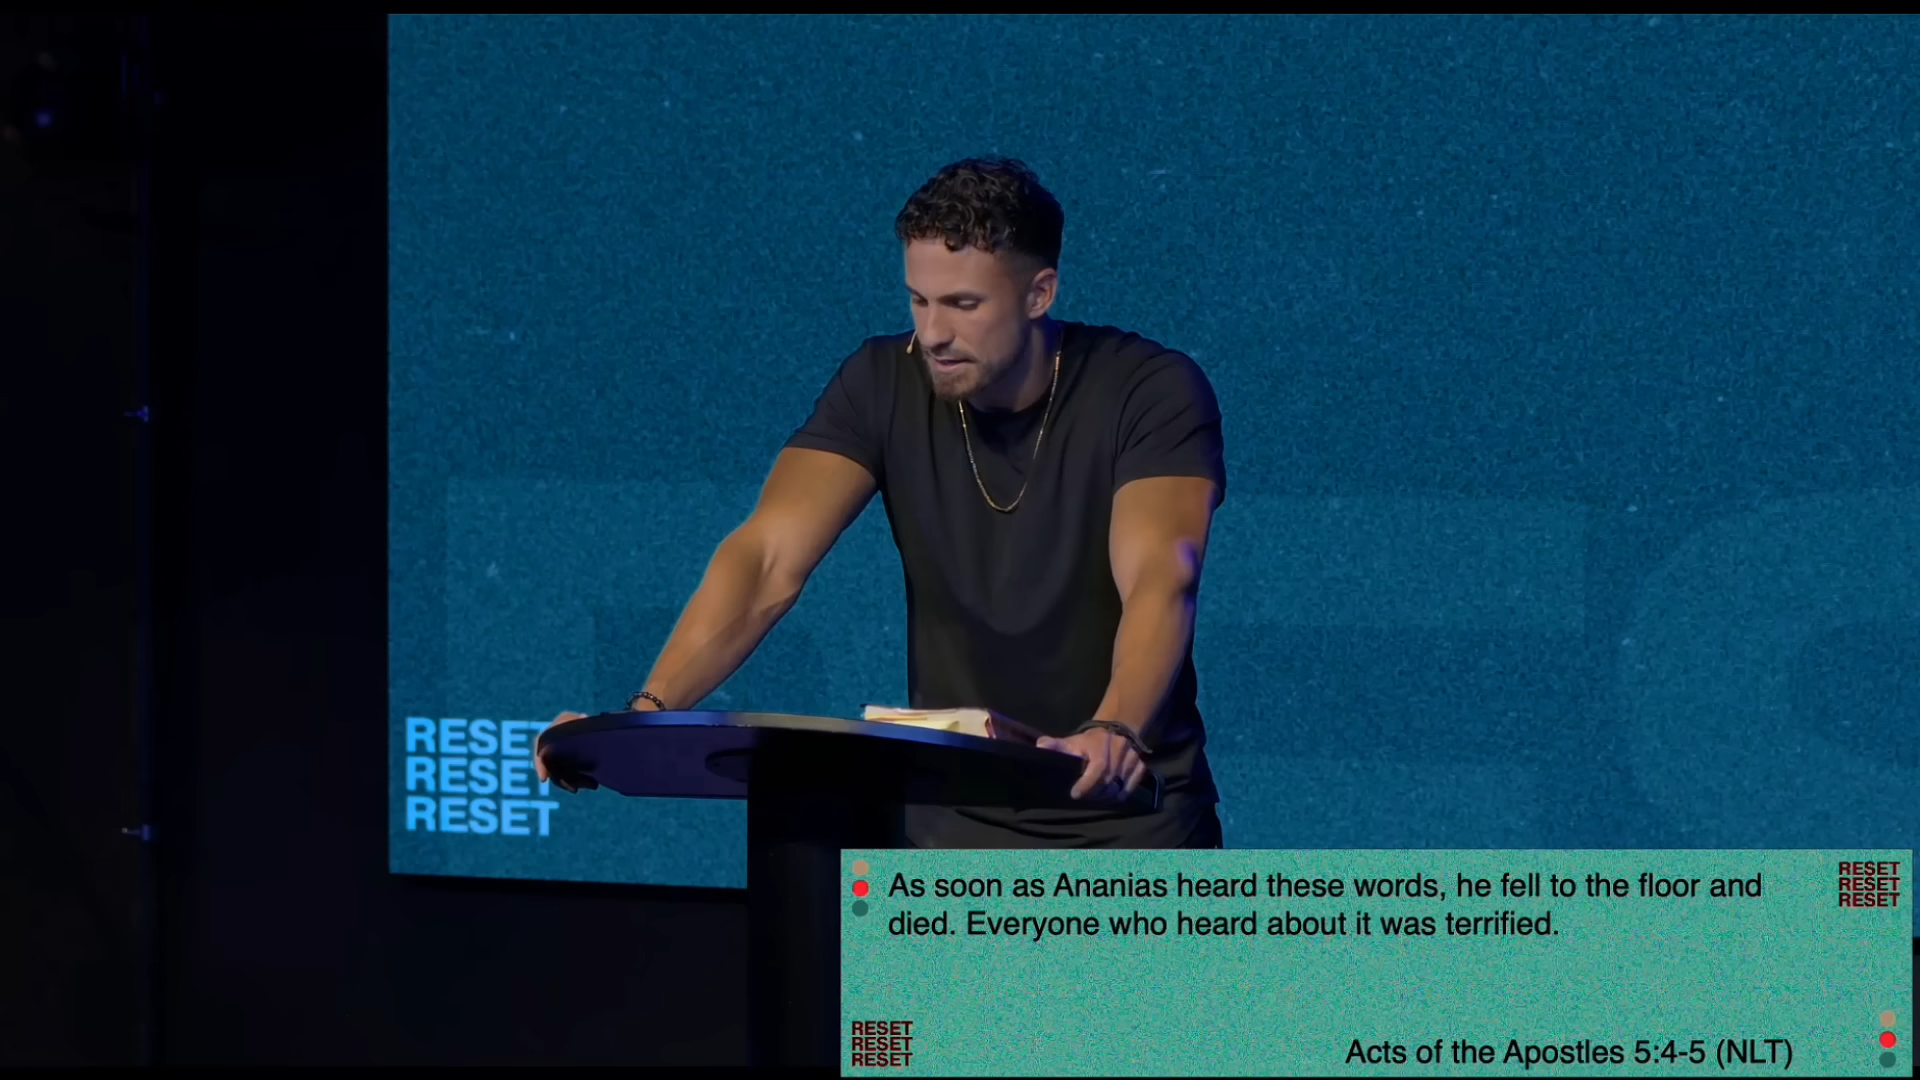 RESET
RESET
RESET
As soon as Ananias heard these words, he fell to the floor and
died. Everyone who heard about it was terrified.
RESET
RESET
RESET
RESET
RESET
RESET
Acts of the Apostles 5:4-5 (NLT)